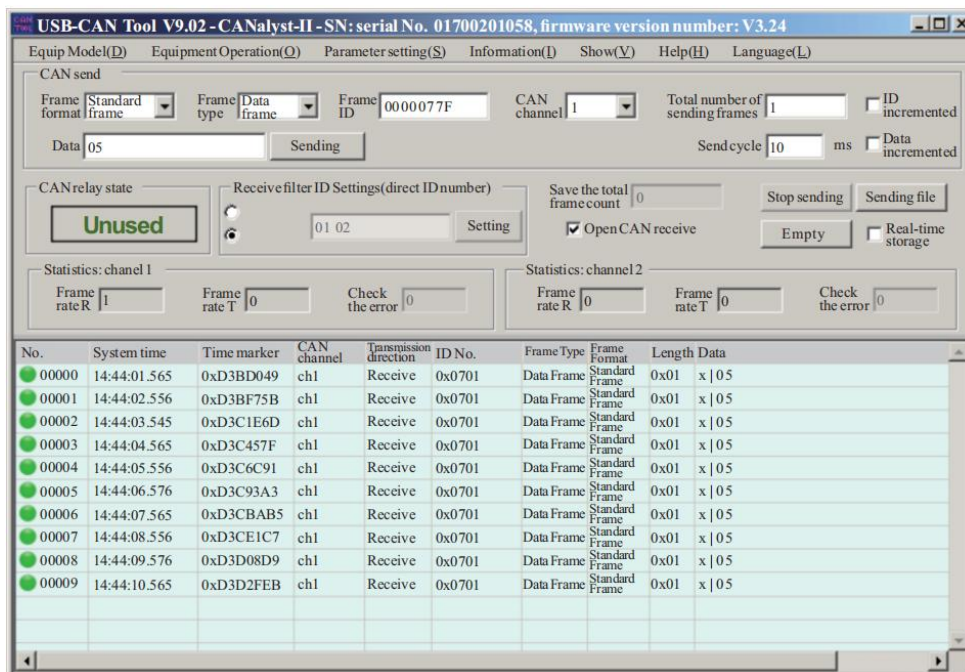 USB-CAN Tool V9.02 - CANalyst-II - SN: serial No. 01700201058, firmware version number: V3.24
Equip Model(D) Equipment Operation(O) Parameter setting(S) Information(I) Show(V) Help(H) Language(L)
CAN send
Frame format Standard frame Frame type Data frame Frame ID 0000077F CAN channel 1 Total number of sending frames 1 ID incremented
Data 05 Sending Send cycle 10 ms Data incremented
CAN relay state Receive filter ID Settings(direct ID number) Save the total frame count 0 Stop sending Sending file
Unused 01 02 Setting Open CAN receive Empty Real-time storage
Statistics: chanel 1 Statistics: channel 2
Frame rate R 1 Frame rate T 0 Check the error 0 Frame rate R 0 Frame rate T 0 Check the error 0
No. System time Time marker CAN channel Transmission direction ID No. Frame Type Frame Format Length Data
00000 14:44:01.565 0xD3BD049 ch1 Receive 0x0701 Data Frame Standard Frame 0x01 x | 05
00001 14:44:02.556 0xD3BF75B ch1 Receive 0x0701 Data Frame Standard Frame 0x01 x | 05
00002 14:44:03.545 0xD3C1E6D ch1 Receive 0x0701 Data Frame Standard Frame 0x01 x | 05
00003 14:44:04.565 0xD3C457F ch1 Receive 0x0701 Data Frame Standard Frame 0x01 x | 05
00004 14:44:05.556 0xD3C6C91 ch1 Receive 0x0701 Data Frame Standard Frame 0x01 x | 05
00005 14:44:06.576 0xD3C93A3 ch1 Receive 0x0701 Data Frame Standard Frame 0x01 x | 05
00006 14:44:07.565 0xD3CBAB5 ch1 Receive 0x0701 Data Frame Standard Frame 0x01 x | 05
00007 14:44:08.556 0xD3CE1C7 ch1 Receive 0x0701 Data Frame Standard Frame 0x01 x | 05
00008 14:44:09.576 0xD3D08D9 ch1 Receive 0x0701 Data Frame Standard Frame 0x01 x | 05
00009 14:44:10.565 0xD3D2FEB ch1 Receive 0x0701 Data Frame Standard Frame 0x01 x | 05